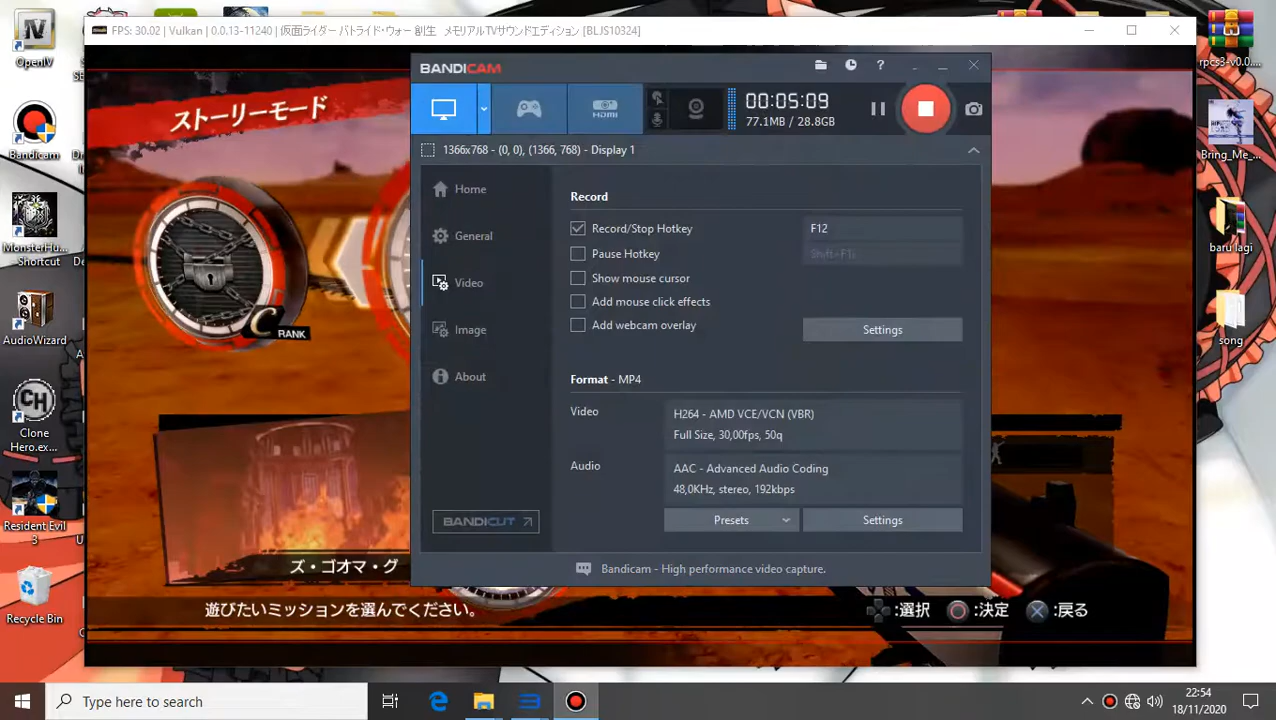 FPS: 30.02 | Vulkan | 0.0.13-11240 | 仮面ライダー バトライド・ウォー 創生 メモリアルTVサウンドエディション [BLJS10324]
OpenIV
rpcs3-v0.0....
ストーリーモード
BANDICAM
HDMI
00:05:09
77.1MB / 28.8GB
1366x768 - (0, 0), (1366, 768) - Display 1
Bandicam
Bring_Me_...
Home
General
Video
Image
About
BANDICUT
Record
Record/Stop Hotkey
F12
Pause Hotkey
Show mouse cursor
Add mouse click effects
Add webcam overlay
Settings
Format - MP4
Video
H264 - AMD VCE/VCN (VBR)
Full Size, 30,00fps, 50q
Audio
AAC - Advanced Audio Coding
48,0KHz, stereo, 192kbps
Presets
Settings
Bandicam - High performance video capture.
MonsterHu...
Shortcut
baru lagi
AudioWizard
song
C RANK
CH
Clone
Hero.ex...
Resident Evil
3
Recycle Bin
ズ・ゴオマ・グ
遊びたいミッションを選んでください。
:選択
:決定
:戻る
Type here to search
22:54
18/11/2020